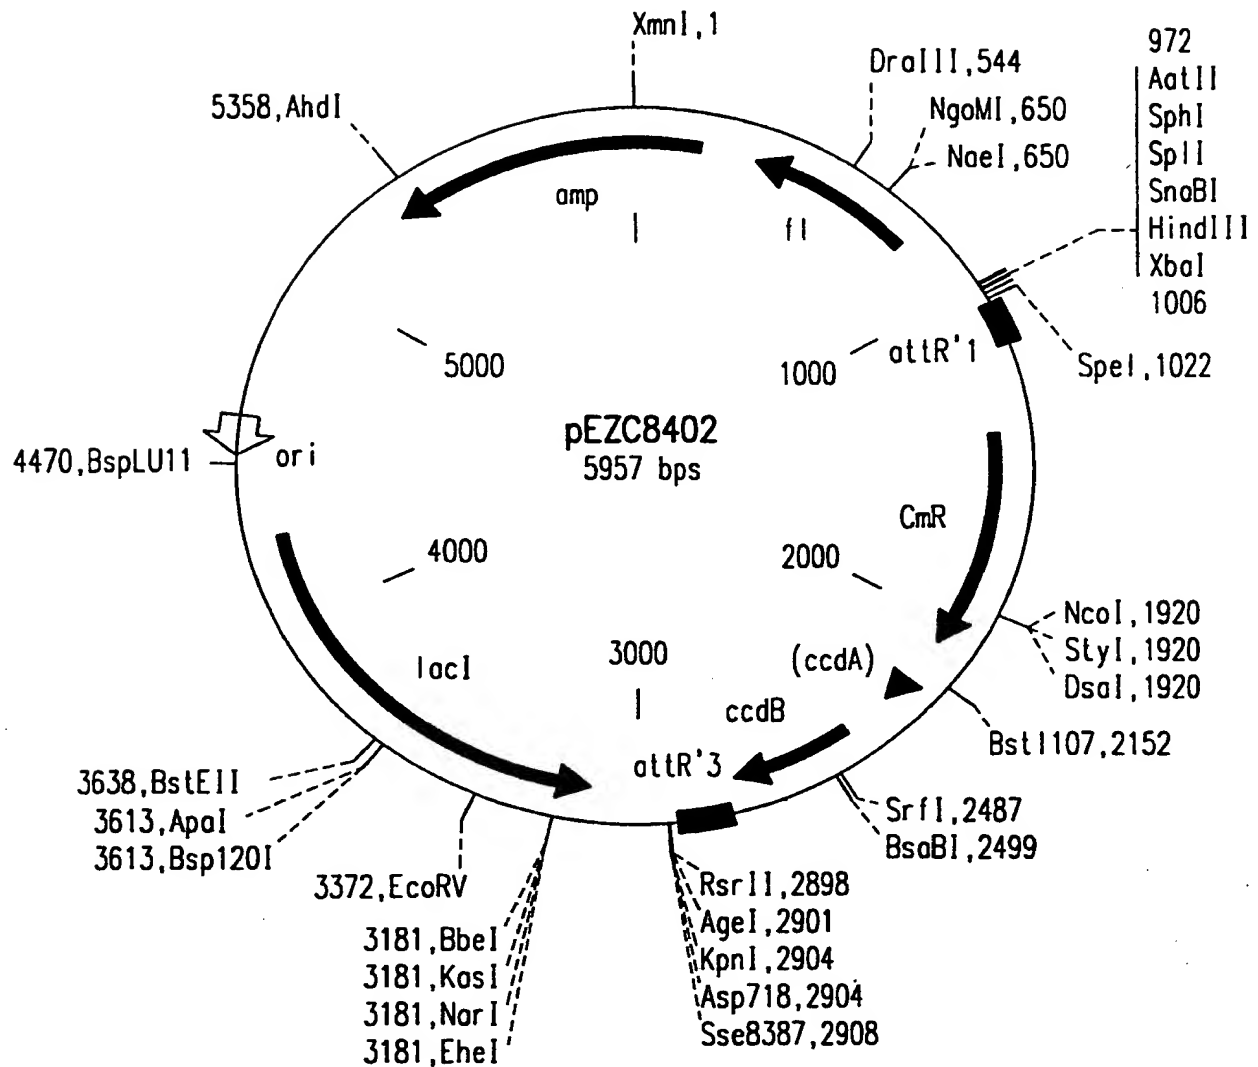 XmnI,1
DraIII,544
NgoMI,650
NaeI,650
972
AatII
SphI
SplI
SnaBI
HindIII
XbaI
1006
SpeI,1022
5358,AhdI
amp
fI
attR'1
1000
5000
pEZC8402
5957 bps
4470,BspLU11
ori
CmR
2000
4000
3000
lacI
(ccdA)
ccdB
attR'3
NcoI,1920
StyI,1920
DsaI,1920
Bst1107,2152
SrfI,2487
BsaBI,2499
3638,BstEII
3613,ApaI
3613,Bsp120I
3372,EcoRV
3181,BbeI
3181,KasI
3181,NarI
3181,EheI
RsrII,2898
AgeI,2901
KpnI,2904
Asp718,2904
Sse8387,2908